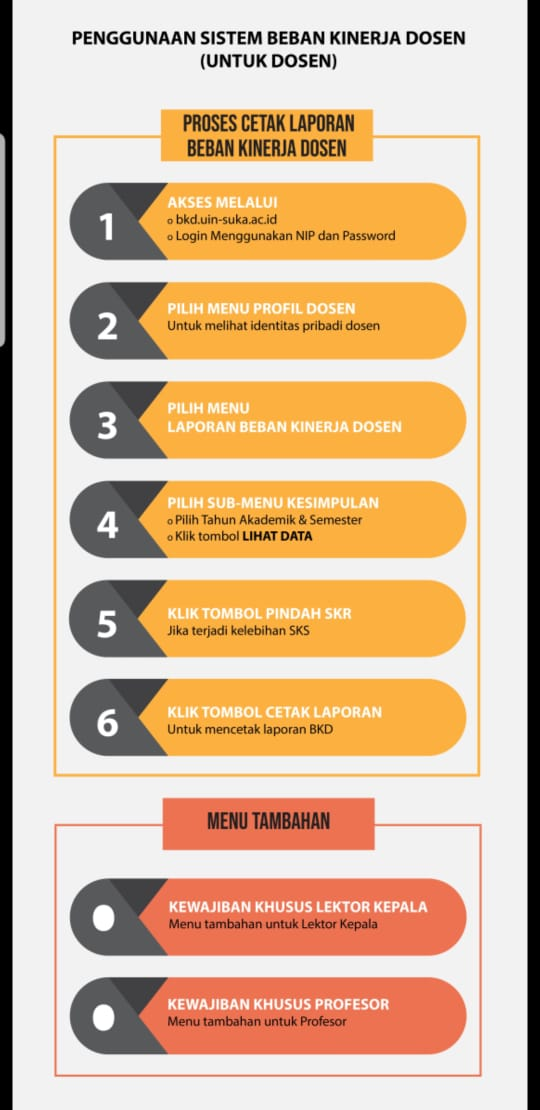 PENGGUNAAN SISTEM BEBAN KINERJA DOSEN
(UNTUK DOSEN)
PROSES CETAK LAPORAN
BEBAN KINERJA DOSEN
1
AKSES MELALUI
o bkd.uin-suka.ac.id
o Login Menggunakan NIP dan Password
2
PILIH MENU PROFIL DOSEN
Untuk melihat identitas pribadi dosen
3
PILIH MENU
LAPORAN BEBAN KINERJA DOSEN
4
PILIH SUB-MENU KESIMPULAN
o Pilih Tahun Akademik & Semester
o Klik tombol LIHAT DATA
5
KLIK TOMBOL PINDAH SKR
Jika terjadi kelebihan SKS
6
KLIK TOMBOL CETAK LAPORAN
Untuk mencetak laporan BKD
MENU TAMBAHAN
0
KEWAJIBAN KHUSUS LEKTOR KEPALA
Menu tambahan untuk Lektor Kepala
0
KEWAJIBAN KHUSUS PROFESOR
Menu tambahan untuk Profesor